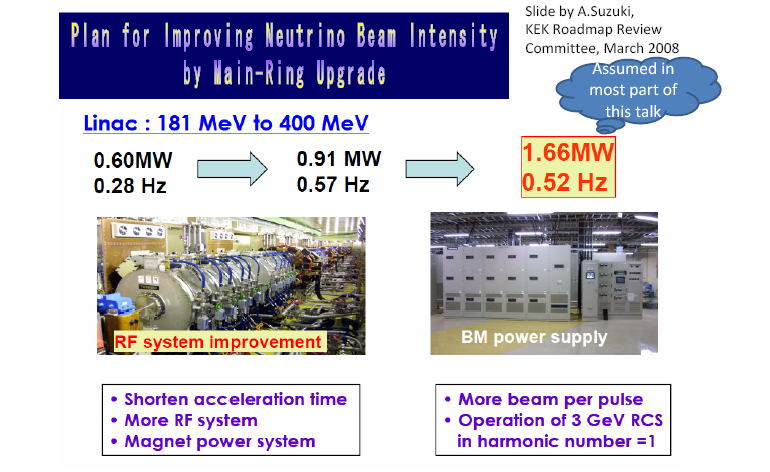 Plan for Improving Neutrino Beam Intensity
by Main-Ring Upgrade
Slide by A.Suzuki,
KEK Roadmap Review
Committee, March 2008
Assumed in
most part of
this talk
Linac : 181 MeV to 400 MeV
0.60MW
0.28 Hz
0.91 MW
0.57 Hz
1.66MW
0.52 Hz
RF system improvement
BM power supply
• Shorten acceleration time
• More RF system
• Magnet power system
• More beam per pulse
• Operation of 3 GeV RCS
in harmonic number =1